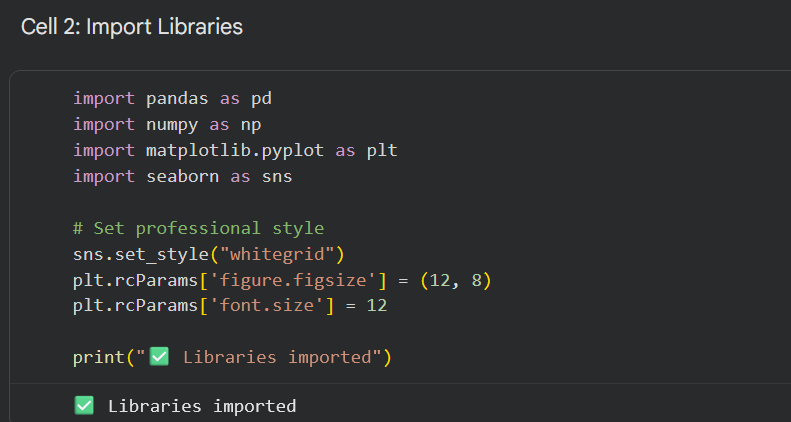 Cell 2: Import Libraries
import pandas as pd
import numpy as np
import matplotlib.pyplot as plt
import seaborn as sns
# Set professional style
sns.set_style("whitegrid")
plt.rcParams['figure.figsize'] = (12, 8)
plt.rcParams['font.size'] = 12
print("✅ Libraries imported")
✅ Libraries imported